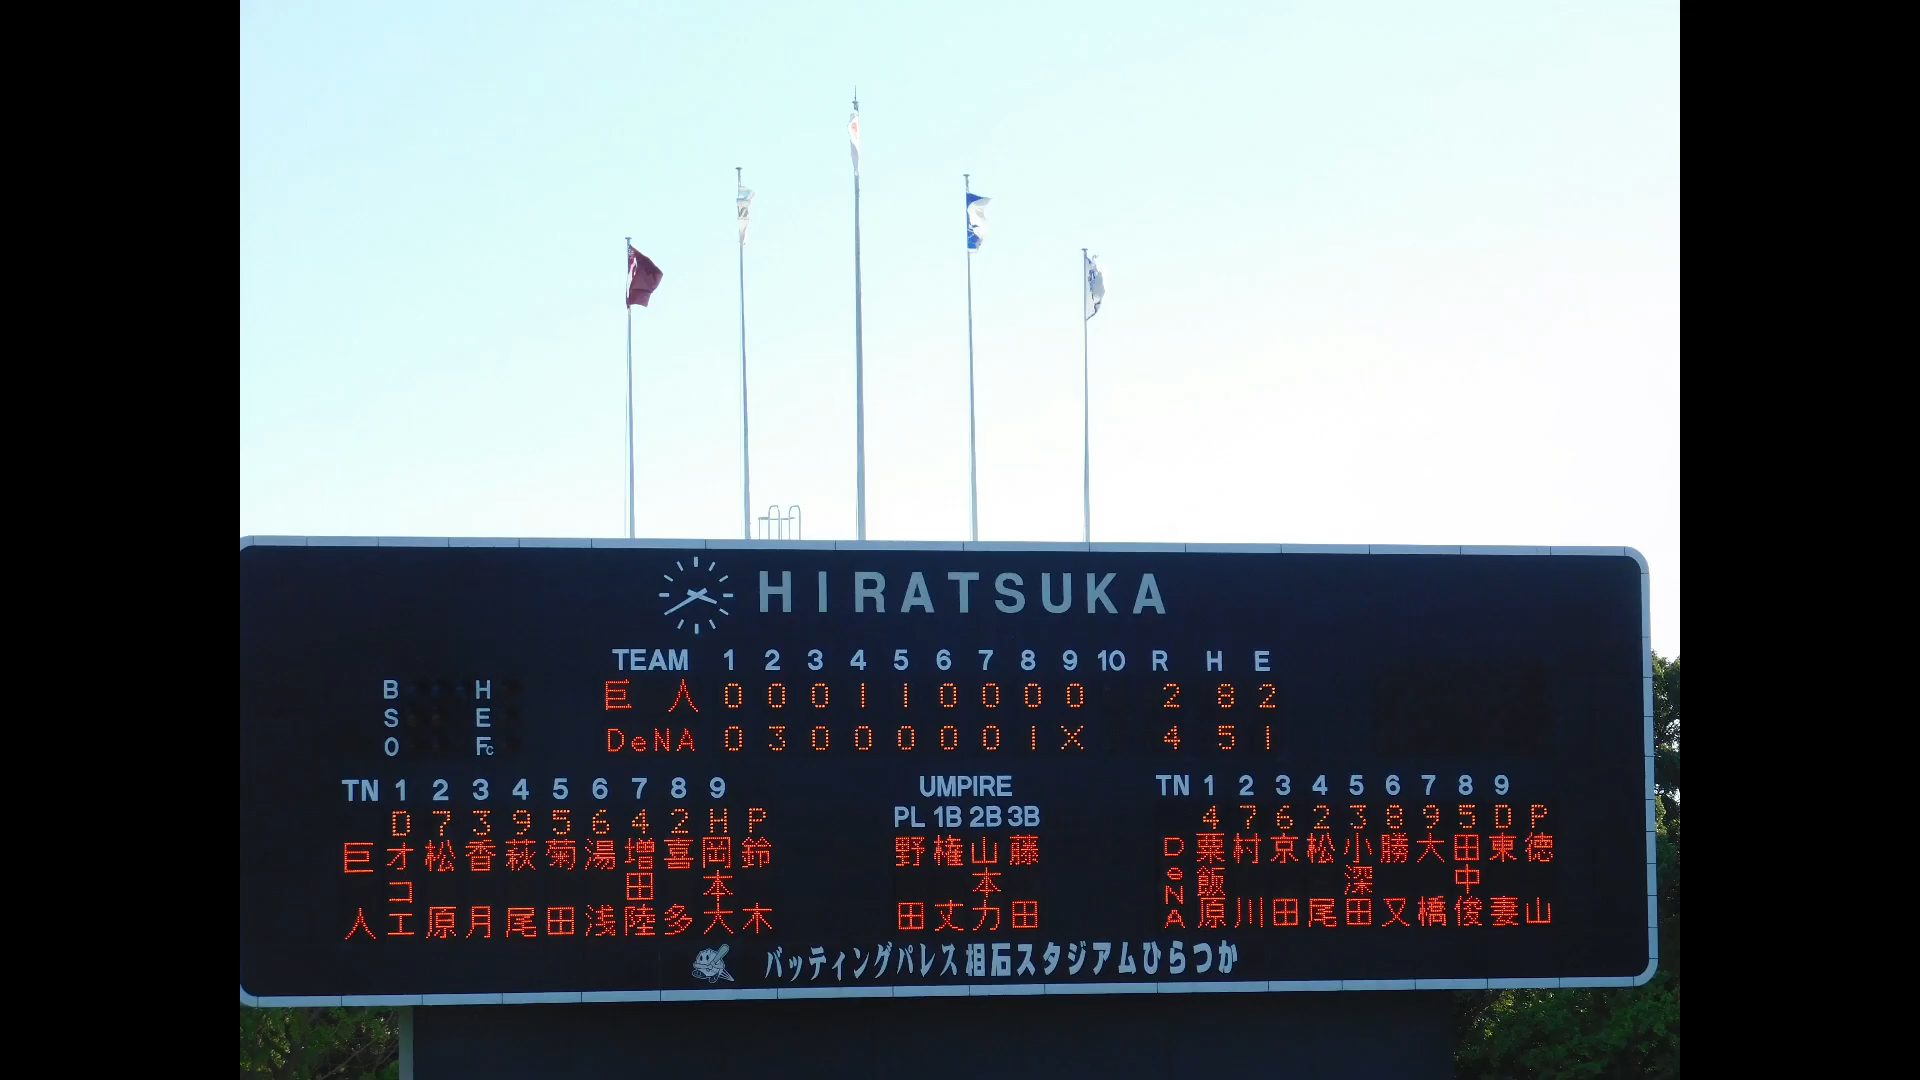 HIRATSUKA
TEAM 1 2 3 4 5 6 7 8 9 10 R H E
B H 巨人 0 0 0 1 1 0 0 0 0 2 8 2
S E
O Fc DeNA 0 3 0 0 0 0 0 1 X 4 5 1
TN 1 2 3 4 5 6 7 8 9 UMPIRE TN 1 2 3 4 5 6 7 8 9
D 7 3 9 5 6 4 2 H P PL 1B 2B 3B 4 7 6 2 3 8 9 5 D P
巨人 オコエ 松原 香月 萩尾 菊田 湯浅 増田陸 喜多 岡本大 鈴木 野田 権丈 山本力 藤田 DeNA 粟飯原 村川 京田 松尾 小深田 勝又 大橋 田中俊 東妻 徳山
バッティングパレス相石スタジアムひらつか